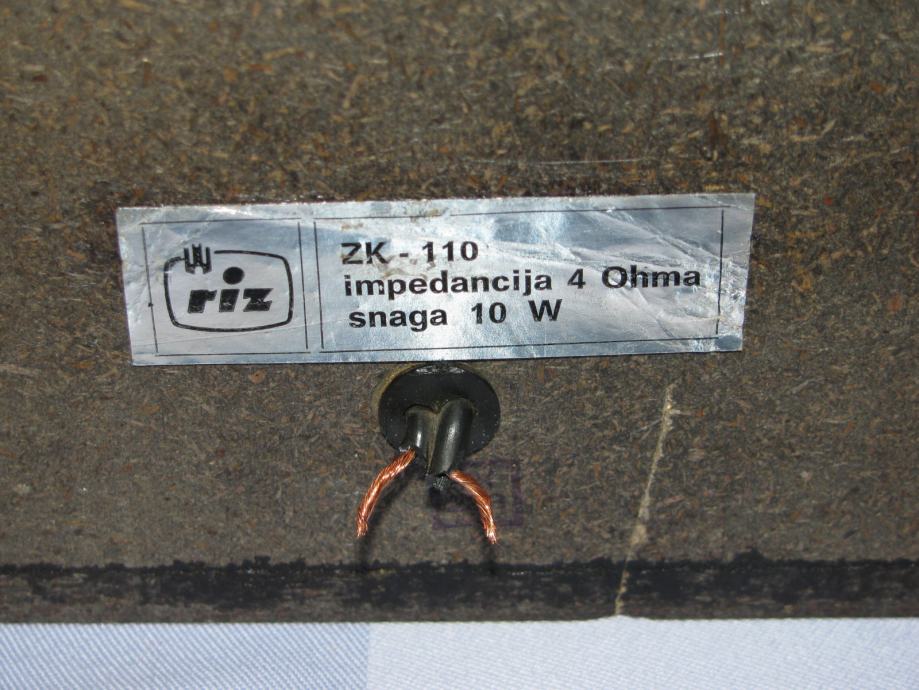 riz
ZK - 110
impedancija 4 Ohma
snaga 10 W